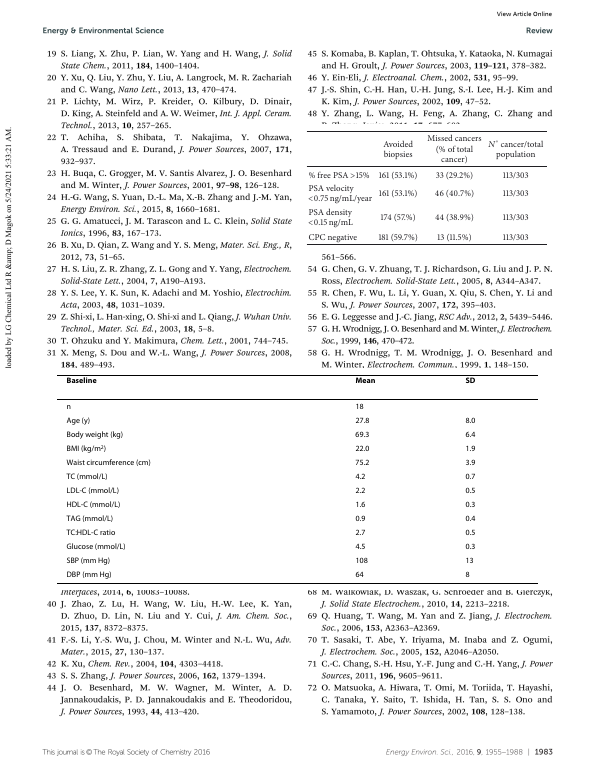 View Article Online
Energy & Environmental Science
Review
loaded by LG Chemical Ltd R &amp; D Magok on 5/24/2021 5:33:21 AM.
19 S. Liang, X. Zhu, P. Lian, W. Yang and H. Wang, J. Solid
State Chem., 2011, 184, 1400–1404.
20 Y. Xu, Q. Liu, Y. Zhu, Y. Liu, A. Langrock, M. R. Zachariah
and C. Wang, Nano Lett., 2013, 13, 470–474.
21 P. Lichty, M. Wirz, P. Kreider, O. Kilbury, D. Dinair,
D. King, A. Steinfeld and A. W. Weimer, Int. J. Appl. Ceram.
Technol., 2013, 10, 257–265.
22 T. Achiha, S. Shibata, T. Nakajima, Y. Ohzawa,
A. Tressaud and E. Durand, J. Power Sources, 2007, 171,
932–937.
23 H. Buqa, C. Grogger, M. V. Santis Alvarez, J. O. Besenhard
and M. Winter, J. Power Sources, 2001, 97–98, 126–128.
24 H.-G. Wang, S. Yuan, D.-L. Ma, X.-B. Zhang and J.-M. Yan,
Energy Environ. Sci., 2015, 8, 1660–1681.
25 G. G. Amatucci, J. M. Tarascon and L. C. Klein, Solid State
Ionics, 1996, 83, 167–173.
26 B. Xu, D. Qian, Z. Wang and Y. S. Meng, Mater. Sci. Eng., R,
2012, 73, 51–65.
27 H. S. Liu, Z. R. Zhang, Z. L. Gong and Y. Yang, Electrochem.
Solid-State Lett., 2004, 7, A190–A193.
28 Y. S. Lee, Y. K. Sun, K. Adachi and M. Yoshio, Electrochim.
Acta, 2003, 48, 1031–1039.
29 Z. Shi-xi, L. Han-xing, O. Shi-xi and L. Qiang, J. Wuhan Univ.
Technol., Mater. Sci. Ed., 2003, 18, 5–8.
30 T. Ohzuku and Y. Makimura, Chem. Lett., 2001, 744–745.
31 X. Meng, S. Dou and W.-L. Wang, J. Power Sources, 2008,
184, 489–493.
45 S. Komaba, B. Kaplan, T. Ohtsuka, Y. Kataoka, N. Kumagai
and H. Groult, J. Power Sources, 2003, 119–121, 378–382.
46 Y. Ein-Eli, J. Electroanal. Chem., 2002, 531, 95–99.
47 J.-S. Shin, C.-H. Han, U.-H. Jung, S.-I. Lee, H.-J. Kim and
K. Kim, J. Power Sources, 2002, 109, 47–52.
48 Y. Zhang, L. Wang, H. Feng, A. Zhang, C. Zhang and
Avoided biopsies Missed cancers (% of total cancer) N° cancer/total population
% free PSA >15% 161 (53.1%) 33 (29.2%) 113/303
PSA velocity <0.75 ng/mL/year 161 (53.1%) 46 (40.7%) 113/303
PSA density <0.15 ng/mL 174 (57.%) 44 (38.9%) 113/303
CPC negative 181 (59.7%) 13 (11.5%) 113/303
561–566.
54 G. Chen, G. V. Zhuang, T. J. Richardson, G. Liu and J. P. N.
Ross, Electrochem. Solid-State Lett., 2005, 8, A344–A347.
55 R. Chen, F. Wu, L. Li, Y. Guan, X. Qiu, S. Chen, Y. Li and
S. Wu, J. Power Sources, 2007, 172, 395–403.
56 E. G. Leggesse and J.-C. Jiang, RSC Adv., 2012, 2, 5439–5446.
57 G. H. Wrodnigg, J. O. Besenhard and M. Winter, J. Electrochem.
Soc., 1999, 146, 470–472.
58 G. H. Wrodnigg, T. M. Wrodnigg, J. O. Besenhard and
M. Winter, Electrochem. Commun., 1999, 1, 148–150.
Baseline Mean SD
n 18
Age (y) 27.8 8.0
Body weight (kg) 69.3 6.4
BMI (kg/m²) 22.0 1.9
Waist circumference (cm) 75.2 3.9
TC (mmol/L) 4.2 0.7
LDL-C (mmol/L) 2.2 0.5
HDL-C (mmol/L) 1.6 0.3
TAG (mmol/L) 0.9 0.4
TC:HDL-C ratio 2.7 0.5
Glucose (mmol/L) 4.5 0.3
SBP (mm Hg) 108 13
DBP (mm Hg) 64 8
Interfaces, 2014, 6, 10083–10088.
40 J. Zhao, Z. Lu, H. Wang, W. Liu, H.-W. Lee, K. Yan,
D. Zhuo, D. Lin, N. Liu and Y. Cui, J. Am. Chem. Soc.,
2015, 137, 8372–8375.
41 F.-S. Li, Y.-S. Wu, J. Chou, M. Winter and N.-L. Wu, Adv.
Mater., 2015, 27, 130–137.
42 K. Xu, Chem. Rev., 2004, 104, 4303–4418.
43 S. S. Zhang, J. Power Sources, 2006, 162, 1379–1394.
44 J. O. Besenhard, M. W. Wagner, M. Winter, A. D.
Jannakoudakis, P. D. Jannakoudakis and E. Theodoridou,
J. Power Sources, 1993, 44, 413–420.
68 M. Walkowiak, D. Waszak, G. Schroeder and B. Gierczyk,
J. Solid State Electrochem., 2010, 14, 2213–2218.
69 Q. Huang, T. Wang, M. Yan and Z. Jiang, J. Electrochem.
Soc., 2006, 153, A2363–A2369.
70 T. Sasaki, T. Abe, Y. Iriyama, M. Inaba and Z. Ogumi,
J. Electrochem. Soc., 2005, 152, A2046–A2050.
71 C.-C. Chang, S.-H. Hsu, Y.-F. Jung and C.-H. Yang, J. Power
Sources, 2011, 196, 9605–9611.
72 O. Matsuoka, A. Hiwara, T. Omi, M. Toriida, T. Hayashi,
C. Tanaka, Y. Saito, T. Ishida, H. Tan, S. S. Ono and
S. Yamamoto, J. Power Sources, 2002, 108, 128–138.
This journal is © The Royal Society of Chemistry 2016
Energy Environ. Sci., 2016, 9, 1955–1988 | 1983